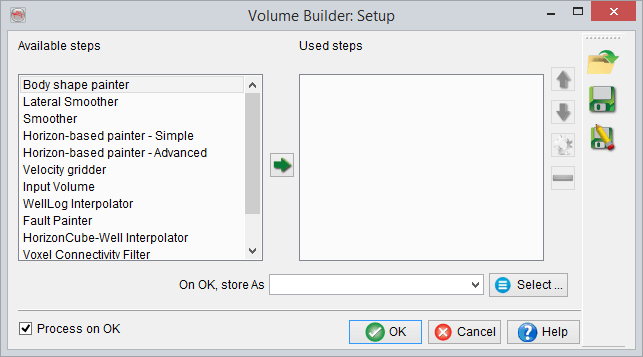 Volume Builder: Setup
Available steps
Used steps
Body shape painter
Lateral Smoother
Smoother
Horizon-based painter - Simple
Horizon-based painter - Advanced
Velocity gridder
Input Volume
WellLog Interpolator
Fault Painter
HorizonCube-Well Interpolator
Voxel Connectivity Filter
On OK, store As
Select ...
Process on OK
OK
Cancel
Help